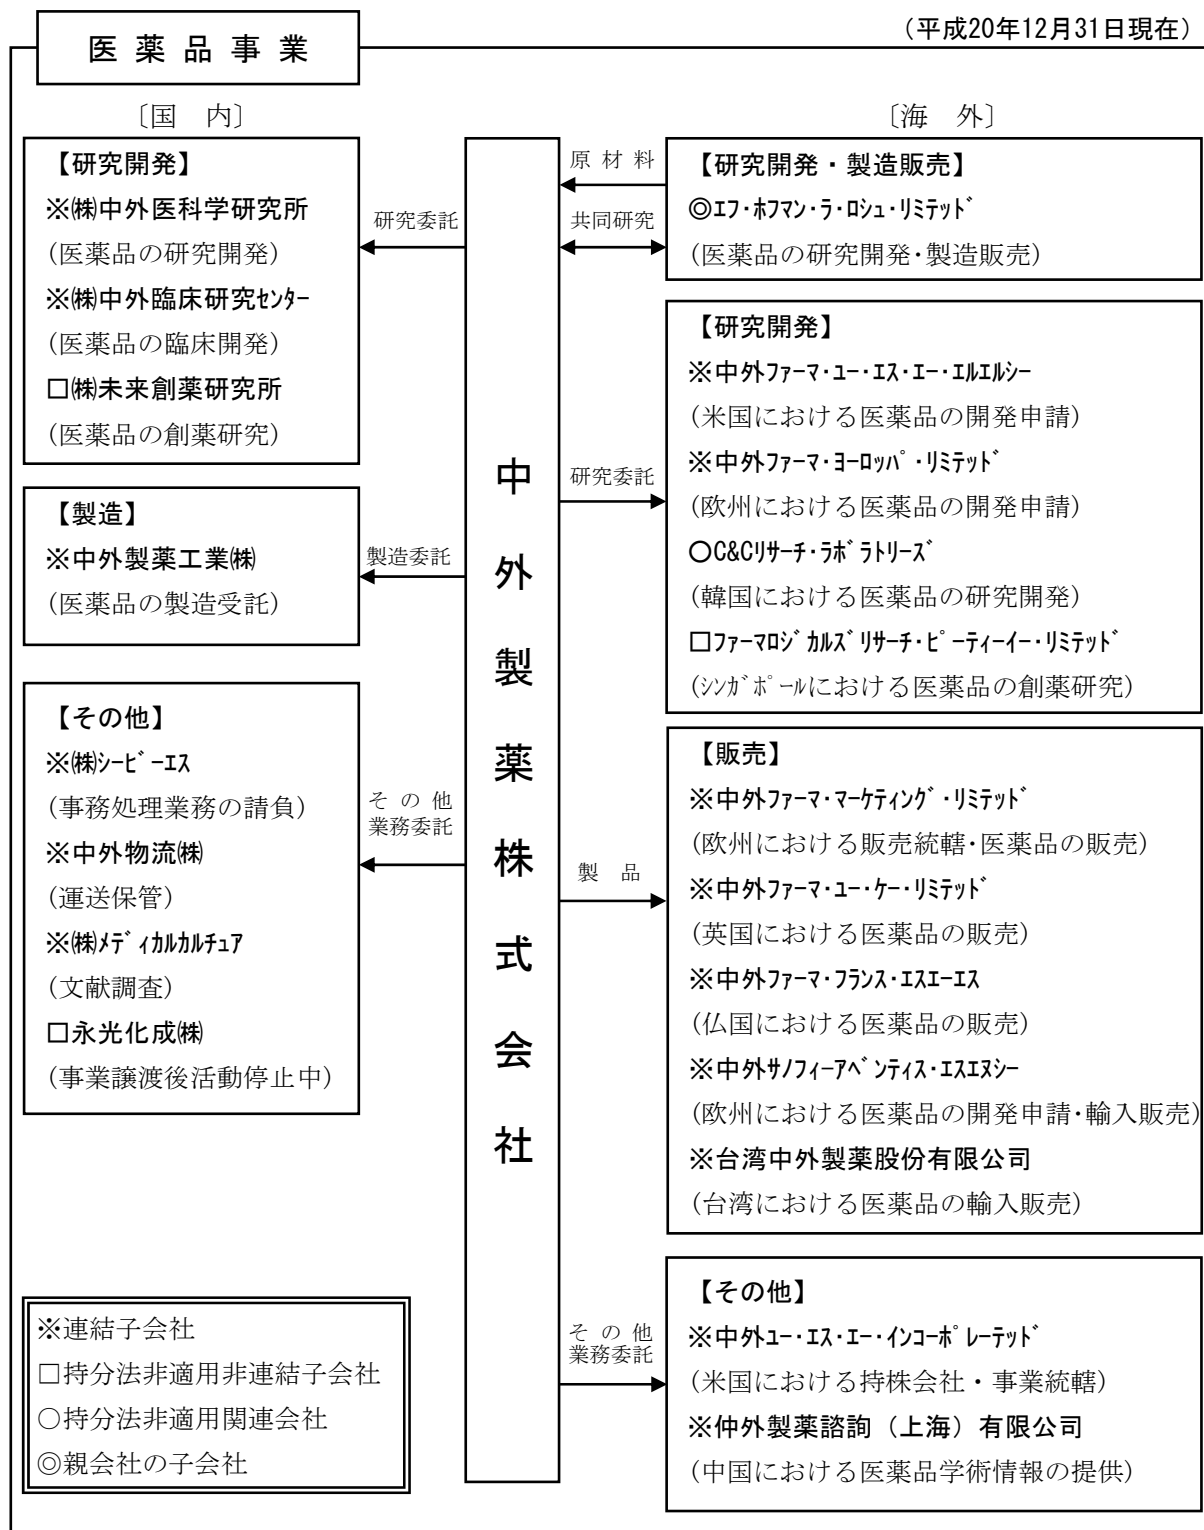 医薬品事業
(平成20年12月31日現在)
〔国　内〕
【研究開発】
※㈱中外医科学研究所
(医薬品の研究開発)
※㈱中外臨床研究ｾﾝﾀｰ
(医薬品の臨床開発)
□㈱未来創薬研究所
(医薬品の創薬研究)
研究委託
【製造】
※中外製薬工業㈱
(医薬品の製造受託)
製造委託
【その他】
※㈱ｼｰﾋﾞｰｴｽ
(事務処理業務の請負)
※中外物流㈱
(運送保管)
※㈱ﾒﾃﾞｨｶﾙｶﾙﾁｭｱ
(文献調査)
□永光化成㈱
(事業譲渡後活動停止中)
その他
業務委託
中外製薬株式会社
〔海　外〕
原材料
共同研究
【研究開発・製造販売】
◎ｴﾌ･ﾎﾌﾏﾝ･ﾗ･ﾛｼｭ･ﾘﾐﾃｯﾄﾞ
(医薬品の研究開発･製造販売)
研究委託
【研究開発】
※中外ﾌｧｰﾏ･ﾕｰ･ｴｽ･ｴｰ･ｴﾙｴﾙｼｰ
(米国における医薬品の開発申請)
※中外ﾌｧｰﾏ･ﾖｰﾛｯﾊﾟ･ﾘﾐﾃｯﾄﾞ
(欧州における医薬品の開発申請)
○C&Cﾘｻｰﾁ･ﾗﾎﾞﾗﾄﾘｰｽﾞ
(韓国における医薬品の研究開発)
□ﾌｧｰﾏﾛｼﾞｶﾙｽﾞﾘｻｰﾁ･ﾋﾟｰﾃｨｰｲｰ･ﾘﾐﾃｯﾄﾞ
(ｼﾝｶﾞﾎﾟｰﾙにおける医薬品の創薬研究)
製品
【販売】
※中外ﾌｧｰﾏ･ﾏｰｹﾃｨﾝｸﾞ･ﾘﾐﾃｯﾄﾞ
(欧州における販売統轄･医薬品の販売)
※中外ﾌｧｰﾏ･ﾕｰ･ｹｰ･ﾘﾐﾃｯﾄﾞ
(英国における医薬品の販売)
※中外ﾌｧｰﾏ･ﾌﾗﾝｽ･ｴｽｴｰｴｽ
(仏国における医薬品の販売)
※中外ｻﾉﾌｨｰｱﾍﾞﾝﾃｨｽ･ｴｽｴﾇｼｰ
(欧州における医薬品の開発申請･輸入販売)
※台湾中外製薬股份有限公司
(台湾における医薬品の輸入販売)
その他
業務委託
【その他】
※中外ﾕｰ･ｴｽ･ｴｰ･ｲﾝｺｰﾎﾟﾚｰﾃｯﾄﾞ
(米国における持株会社・事業統轄)
※仲外製薬諮詢（上海）有限公司
(中国における医薬品学術情報の提供)
※連結子会社
□持分法非適用非連結子会社
○持分法非適用関連会社
◎親会社の子会社